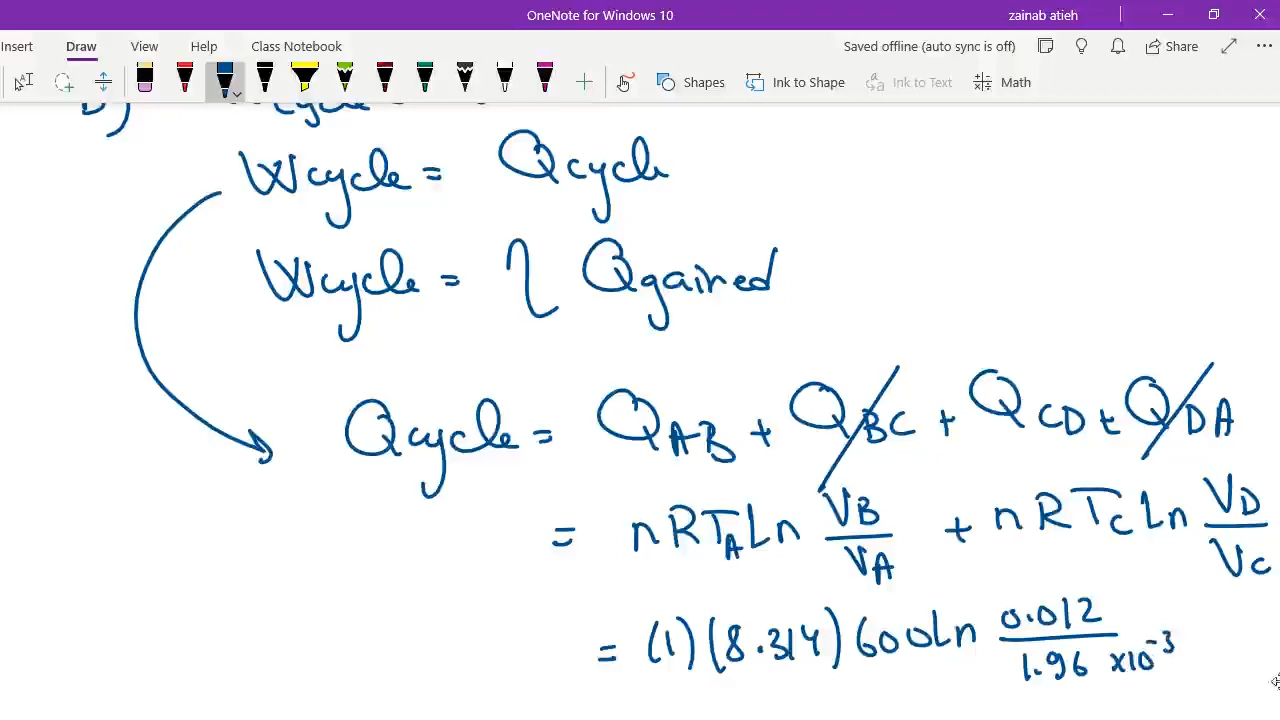 OneNote for Windows 10
zainab atieh
Insert Draw View Help Class Notebook
Saved offline (auto sync is off) Share
Shapes Ink to Shape Ink to Text Math
B) cycle
Wcycle = Qcycle
Wcycle = η Qgained
Qcycle = QAB + QBC + QCD + QDA
= nRTA Ln VB/VA + nRTC Ln VD/VC
= (1)(8.314)600 Ln 0.012/1.96 x10⁻³